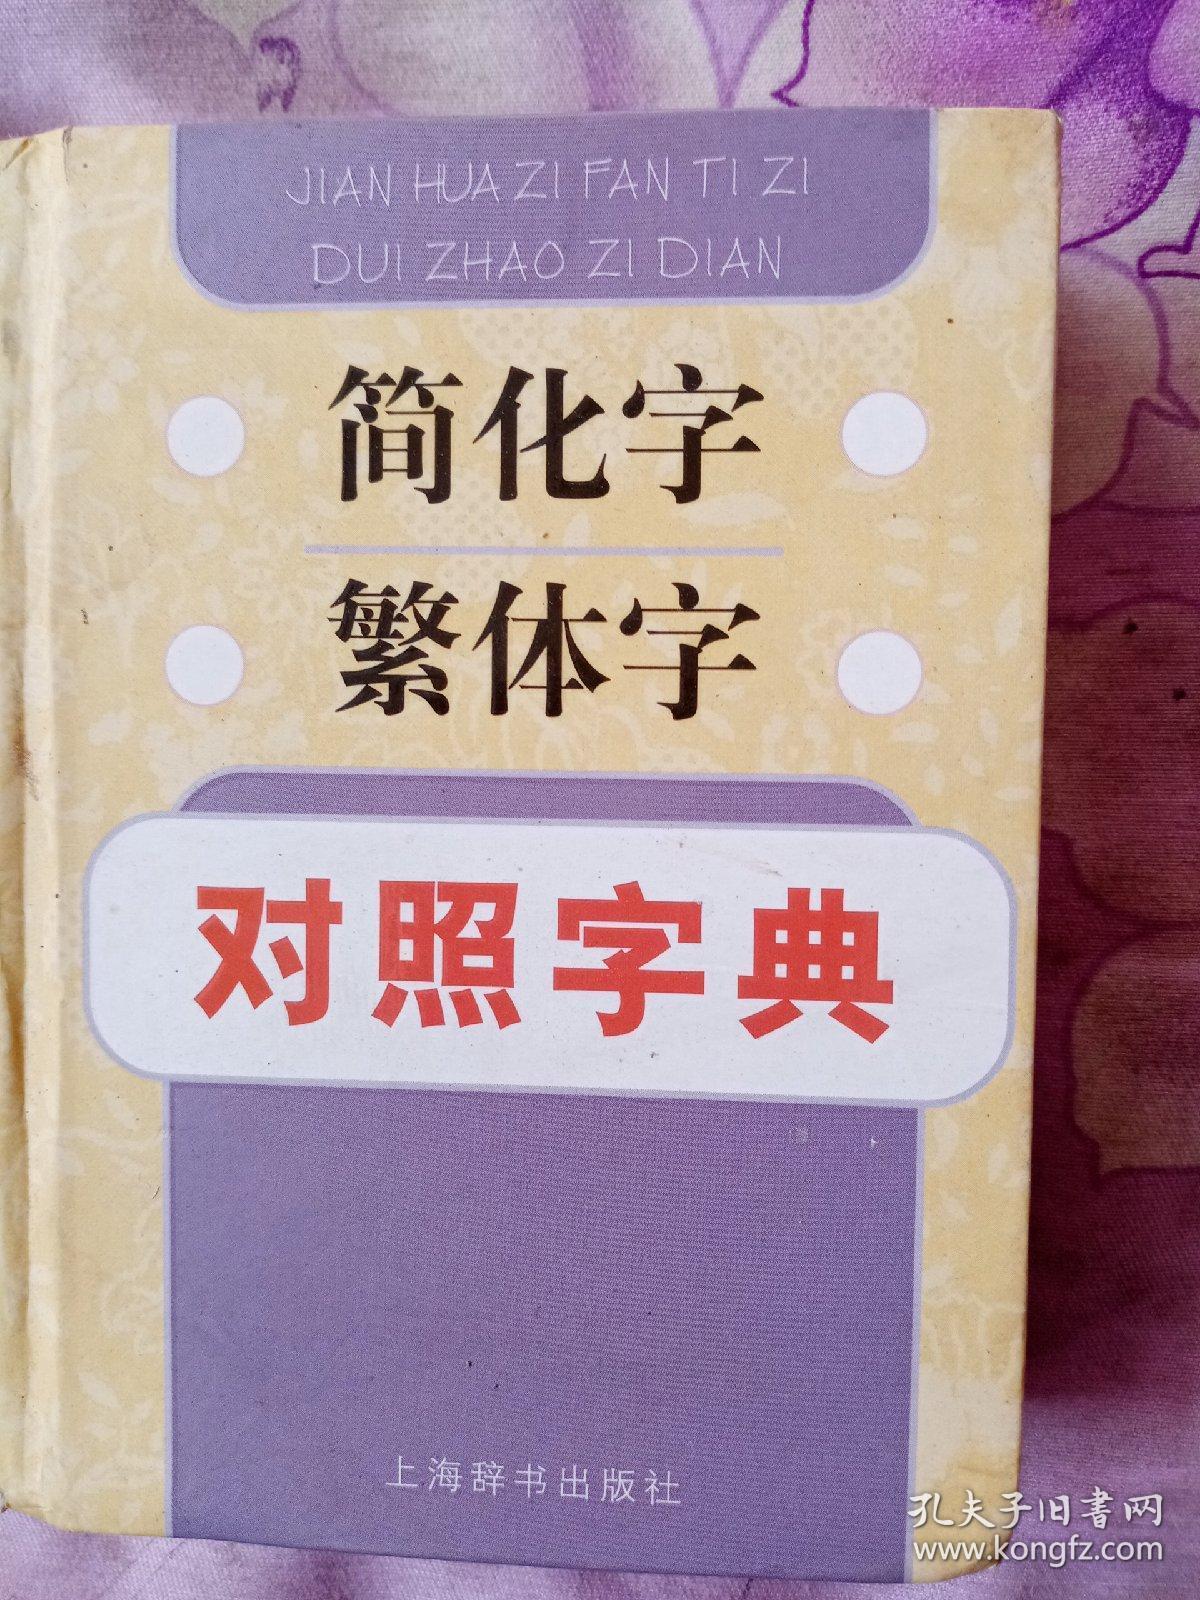 JIAN HUA ZI FAN TI ZI
DUI ZHAO ZI DIAN
简化字
繁体字
对照字典
上海辞书出版社
孔夫子旧書网
www.kongfz.com